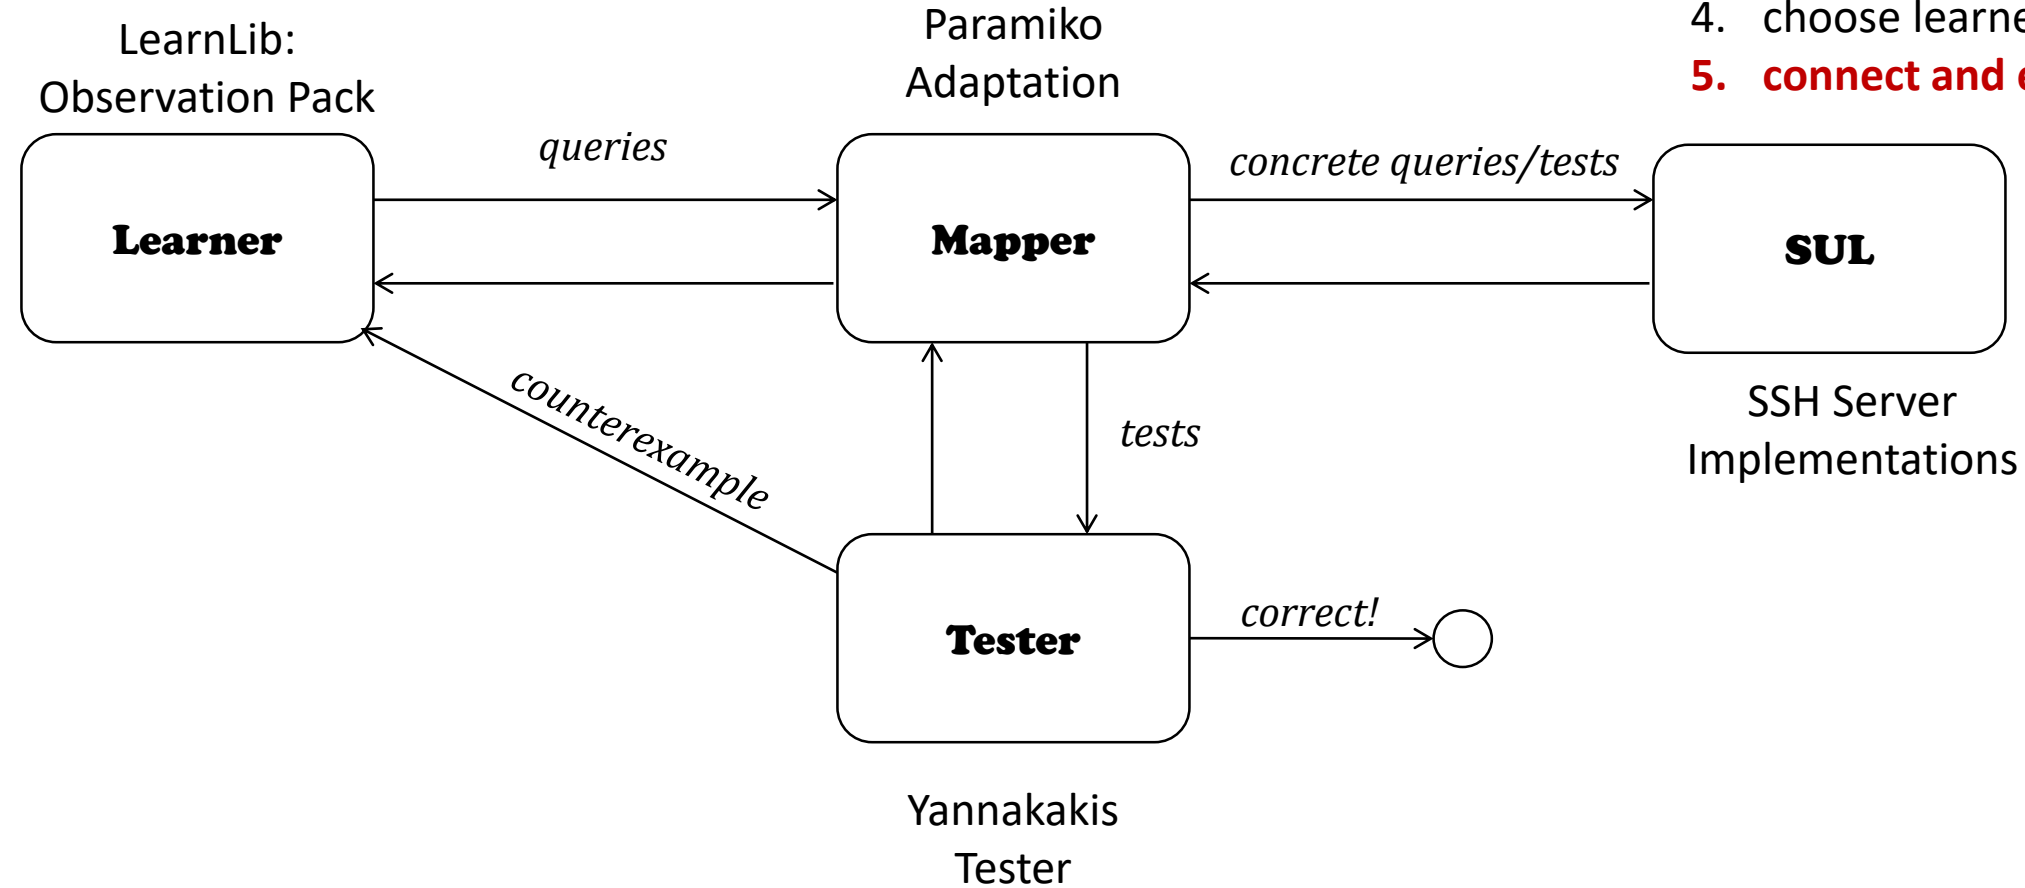 LearnLib:
Observation Pack
Paramiko
Adaptation
4. choose learne
5. connect and e
queries
concrete queries/tests
Learner
Mapper
SUL
counterexample
tests
SSH Server
Implementations
correct!
Tester
Yannakakis
Tester